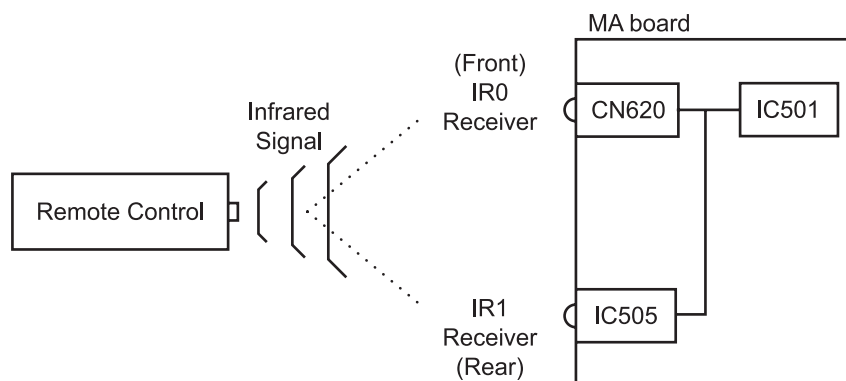 MA board
(Front)
IR0
Receiver
CN620
IC501
Infrared
Signal
Remote Control
IR1
Receiver
(Rear)
IC505